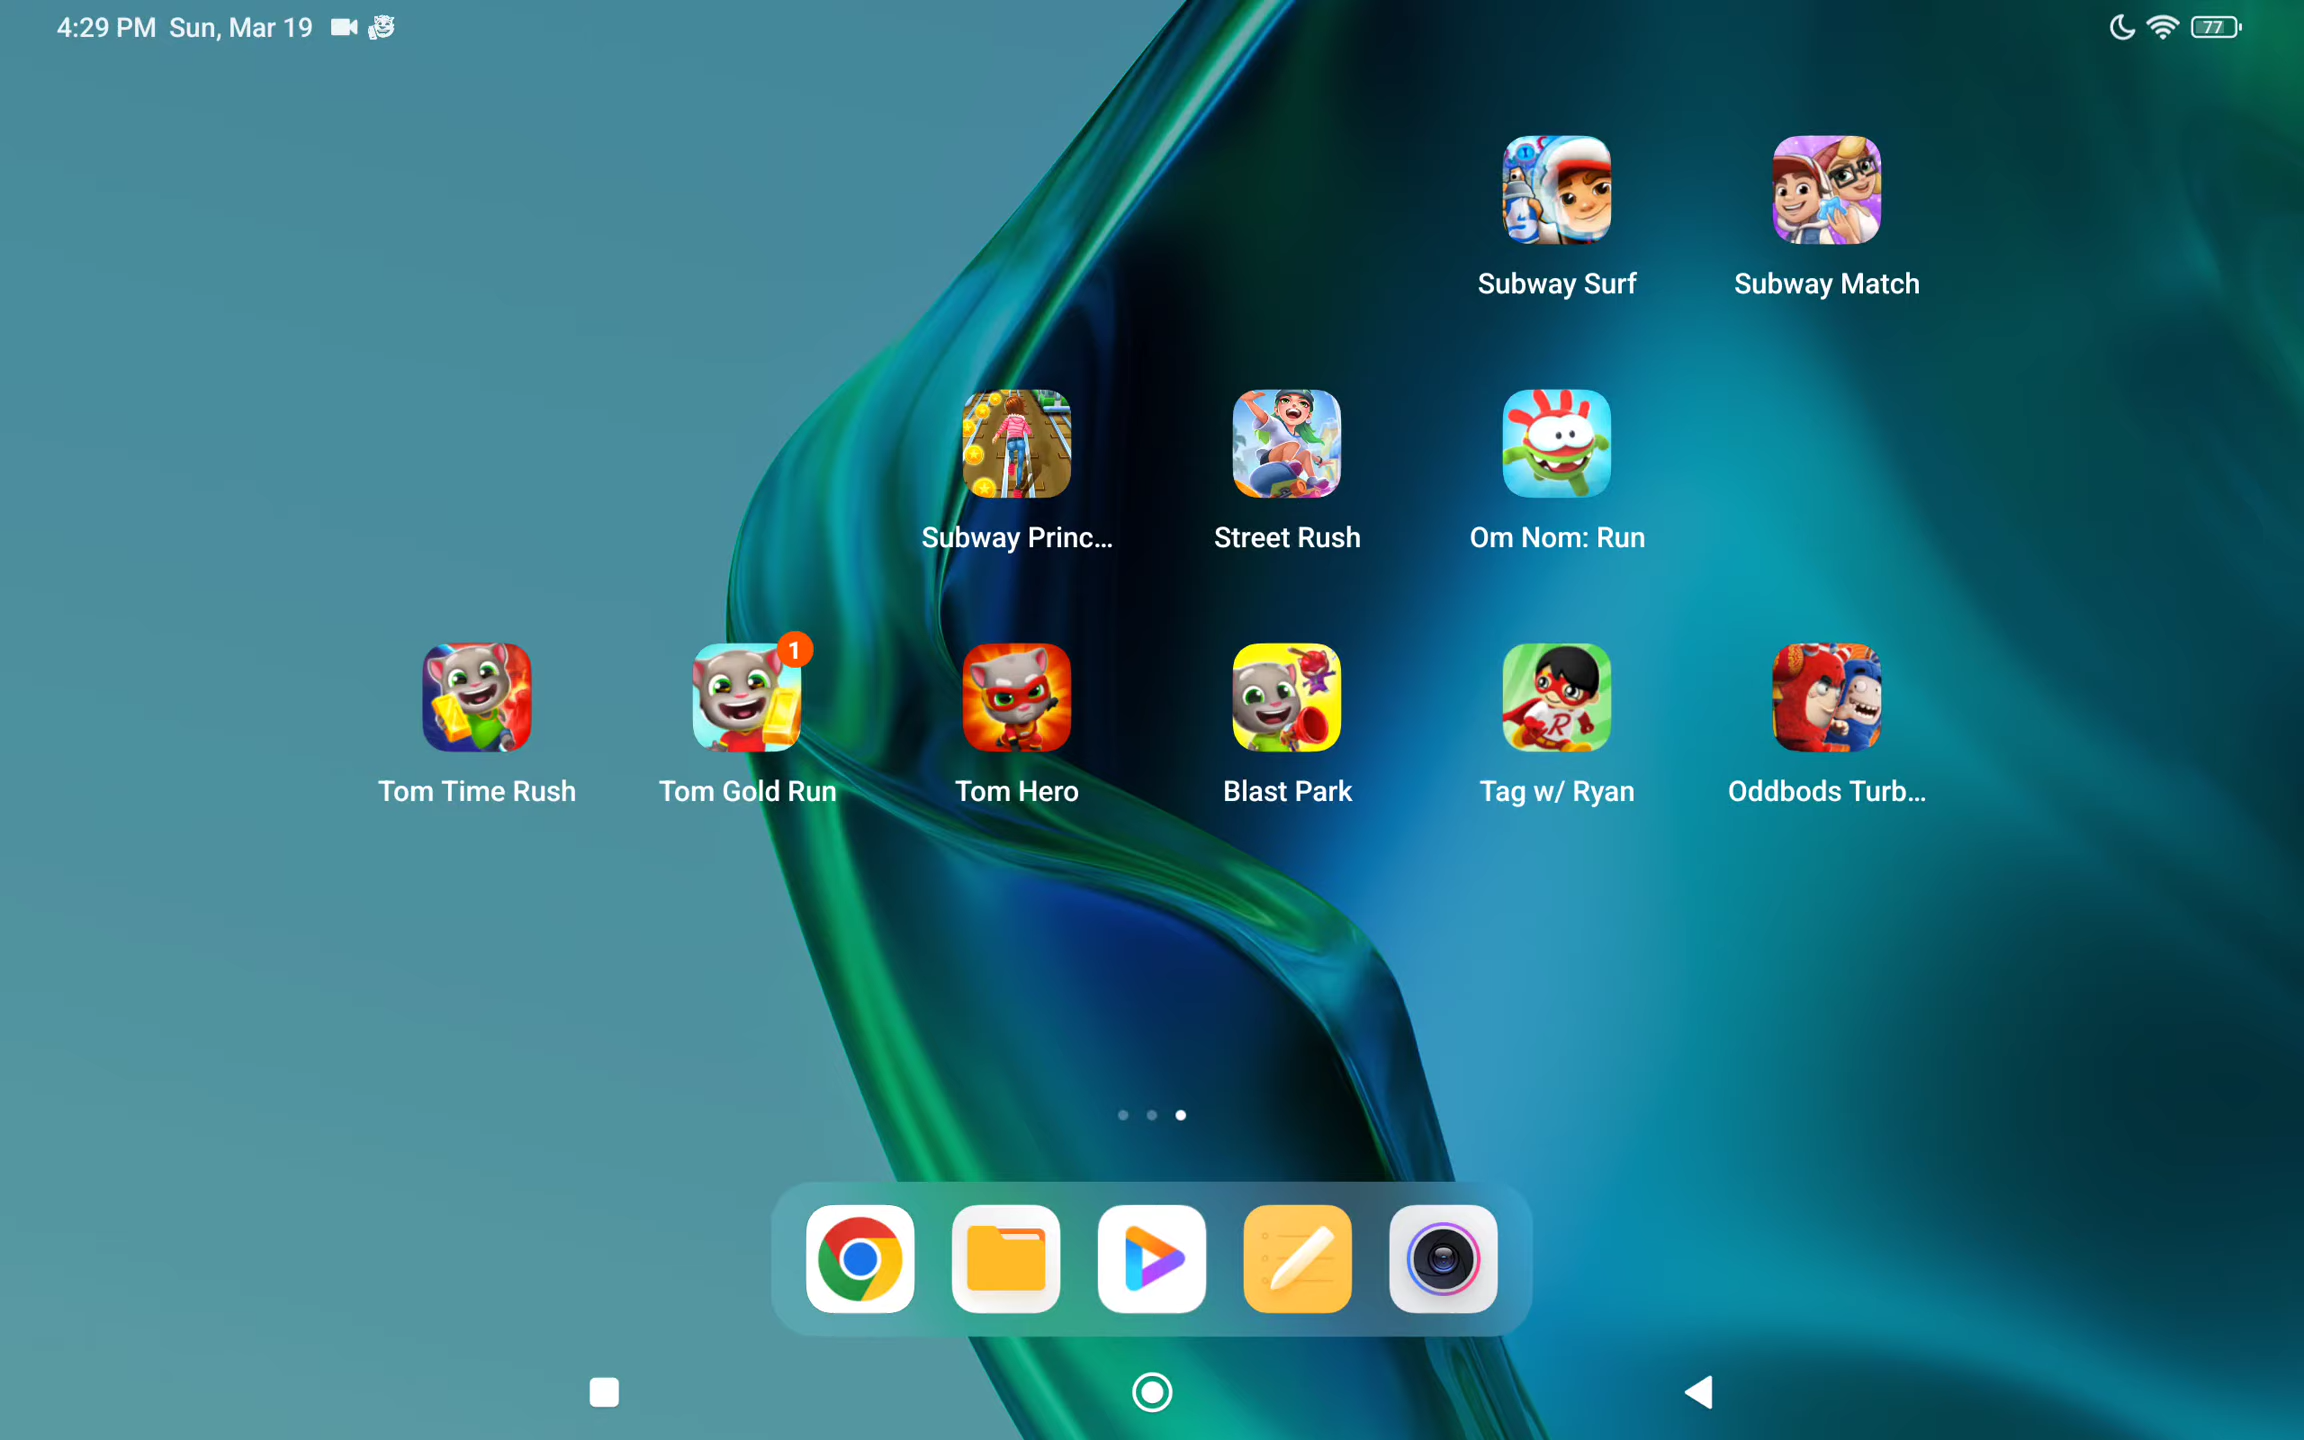 4:29 PM Sun, Mar 19
77
Subway Surf
Subway Match
Subway Princ...
Street Rush
Om Nom: Run
1
Tom Time Rush
Tom Gold Run
Tom Hero
Blast Park
Tag w/ Ryan
Oddbods Turb...
R